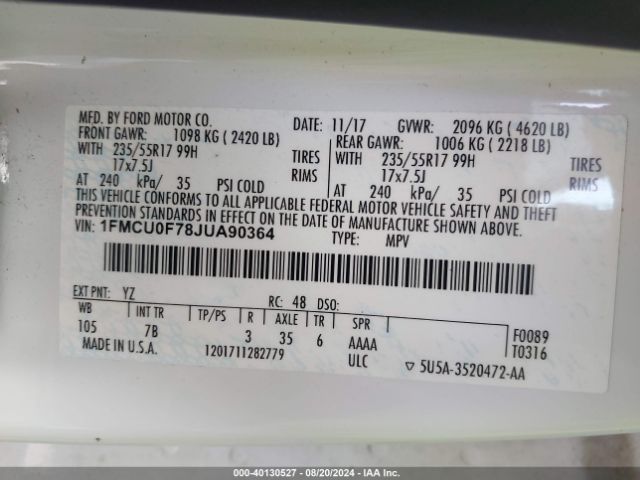 MFD. BY FORD MOTOR CO.
DATE: 11/17 GVWR: 2096 KG ( 4620 LB)
FRONT GAWR: 1098 KG ( 2420 LB)
REAR GAWR: 1006 KG ( 2218 LB)
WITH 235/55R17 99H TIRES
WITH 235/55R17 99H TIRES
17x7.5J RIMS
17x7.5J RIMS
AT 240 kPa/ 35 PSI COLD
AT 240 kPa/ 35 PSI COLD
THIS VEHICLE CONFORMS TO ALL APPLICABLE FEDERAL MOTOR VEHICLE SAFETY AND THEFT
PREVENTION STANDARDS IN EFFECT ON THE DATE OF MANUFACTURE SHOWN ABOVE.
VIN: 1FMCU0F78JUA90364
TYPE: MPV
EXT PNT: YZ RC: 48 DSO:
WB INT TR TP/PS R AXLE TR SPR F0089
105 7B 3 35 6 AAAA T0316
MADE IN U.S.A. 1201711282779 ULC ▽ 5U5A-3520472-AA
000-40130527 - 08/20/2024 - IAA Inc.